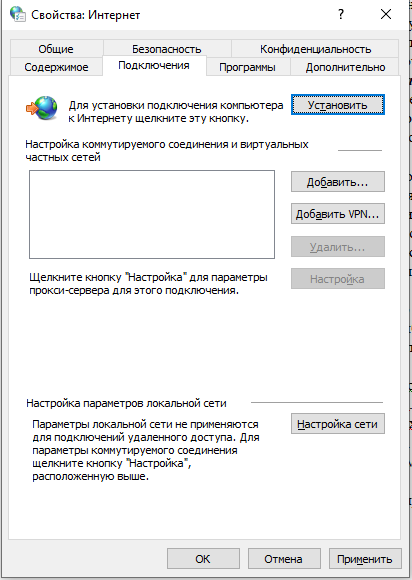 Свойства: Интернет
? ×
Общие Безопасность Конфиденциальность
Содержимое Подключения Программы Дополнительно
Для установки подключения компьютера
к Интернету щелкните эту кнопку.
Установить
Настройка коммутируемого соединения и виртуальных
частных сетей
Добавить...
Добавить VPN...
Удалить...
Щелкните кнопку "Настройка" для параметры
прокси-сервера для этого подключения.
Настройка
Настройка параметров локальной сети
Параметры локальной сети не применяются
для подключений удаленного доступа. Для
параметры коммутируемого соединения
щелкните кнопку "Настройка",
расположенную выше.
Настройка сети
ОК Отмена Применить